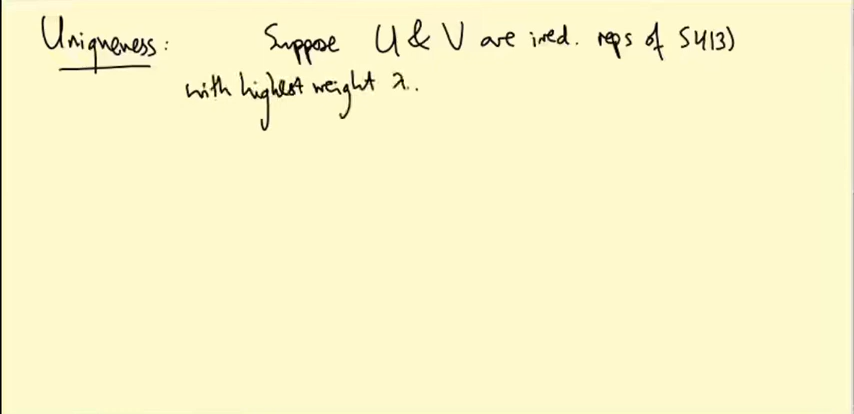 Uniqueness: Suppose U & V are irred. reps of SU(3)
with highest weight λ.